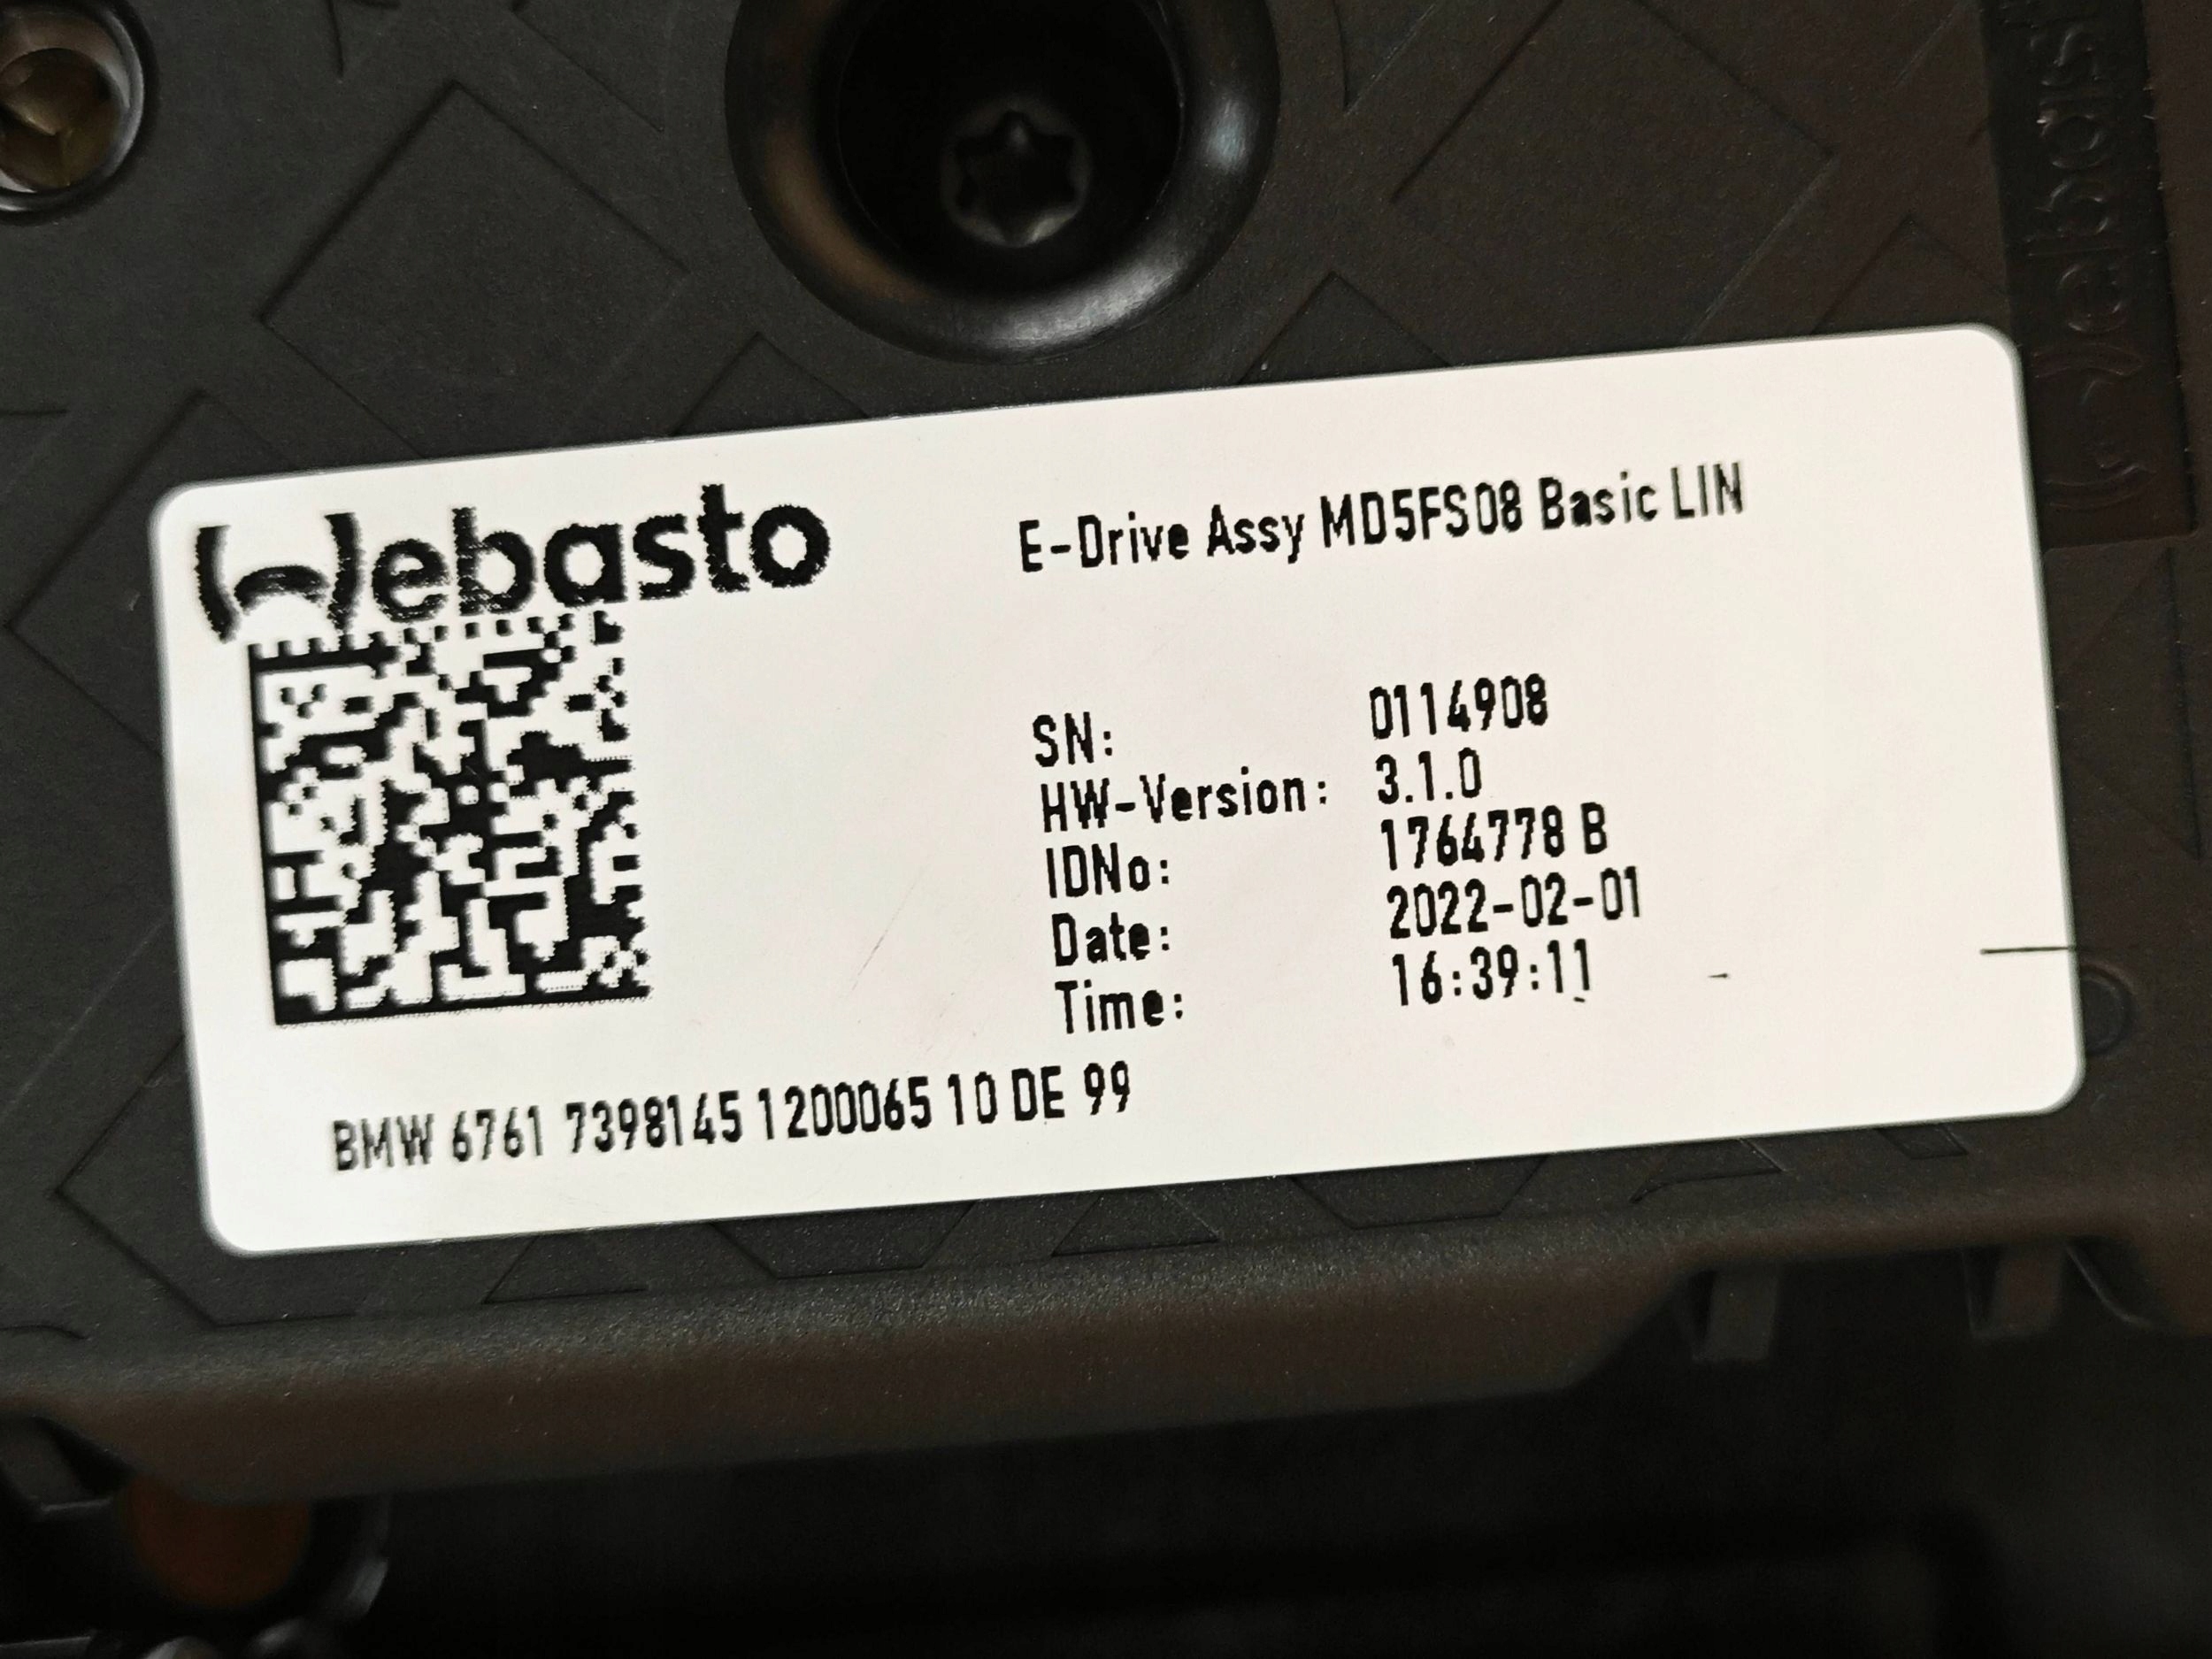 Webasto
E-Drive Assy MD5FS08 Basic LIN
SN: 0114908
HW-Version: 3.1.0
IDNo: 1764778 B
Date: 2022-02-01
Time: 16:39:11
BMW 6761 7398145 1200065 10 DE 99
Webasto